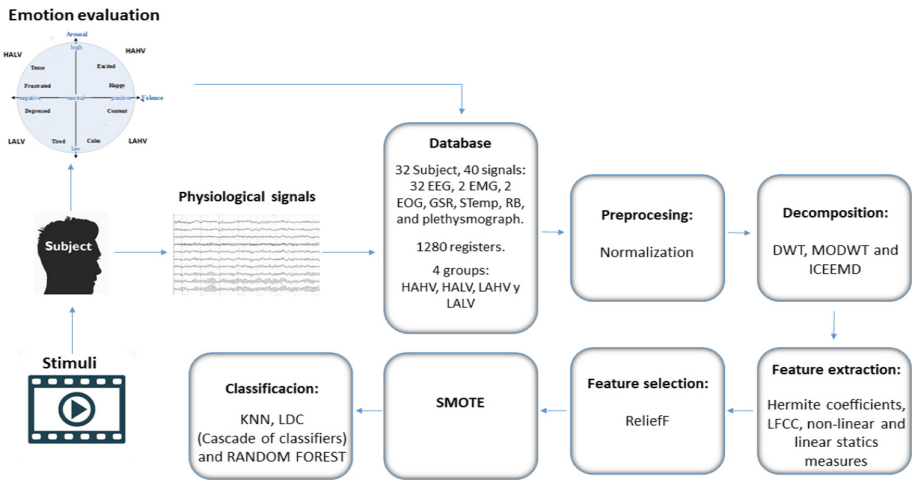 Emotion evaluation
Arousal
high
HALV
HAHV
Tense
Excited
Frustrated
Happy
negative
neutral
positive
Valence
Depressed
Content
LALV
Tired
Calm
LAHV
low
Subject
Physiological signals
Stimuli
Database
32 Subject, 40 signals:
32 EEG, 2 EMG, 2
EOG, GSR, STemp, RB,
and plethysmograph.
1280 registers.
4 groups:
HAHV, HALV, LAHV y
LALV
Preprocesing:
Normalization
Decomposition:
DWT, MODWT and
ICEEMD
Feature extraction:
Hermite coefficients,
LFCC, non-linear and
linear statics
measures
Feature selection:
ReliefF
SMOTE
Classificacion:
KNN, LDC
(Cascade of classifiers)
and RANDOM FOREST